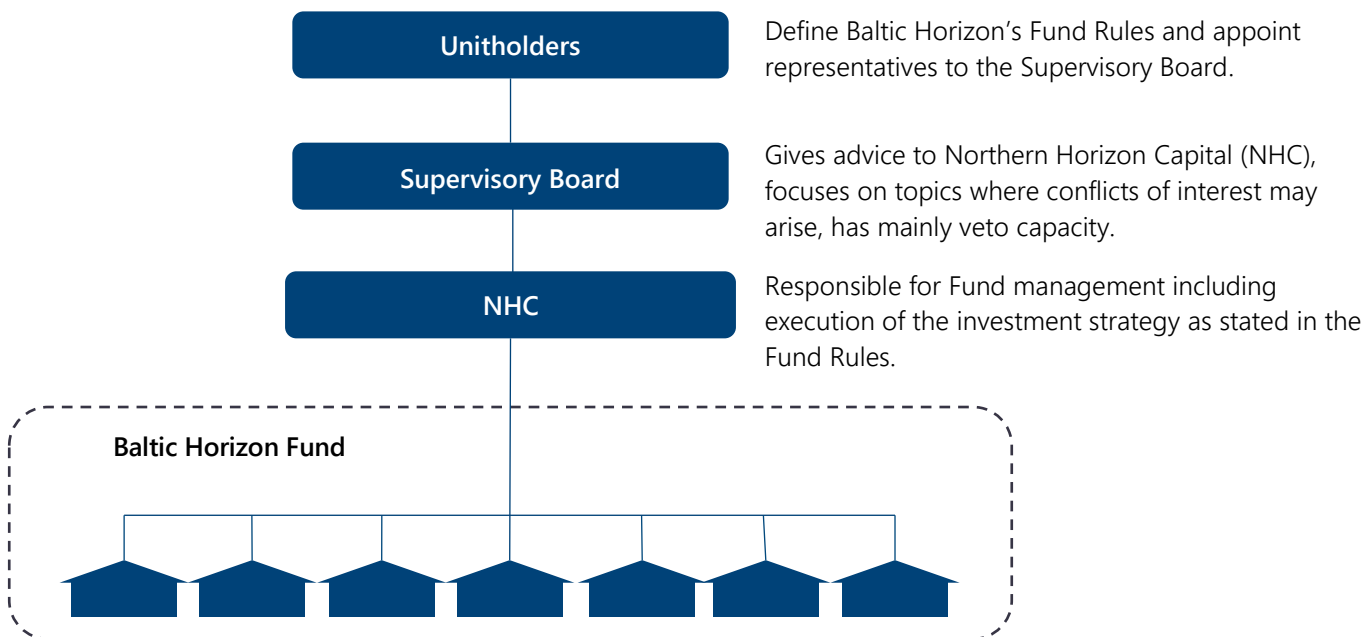 Unitholders
Define Baltic Horizon’s Fund Rules and appoint
representatives to the Supervisory Board.
Supervisory Board
Gives advice to Northern Horizon Capital (NHC),
focuses on topics where conflicts of interest may
arise, has mainly veto capacity.
NHC
Responsible for Fund management including
execution of the investment strategy as stated in the
Fund Rules.
Baltic Horizon Fund